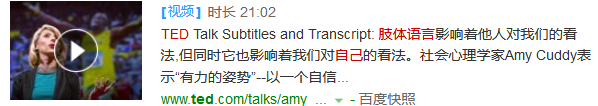 [视频] 时长 21:02
TED Talk Subtitles and Transcript: 肢体语言影响着他人对我们的看
法,但同时它也影响着我们对自己的看法。社会心理学家Amy Cuddy表
示“有力的姿势”--以一个自信...
www.ted.com/talks/amy ... - 百度快照